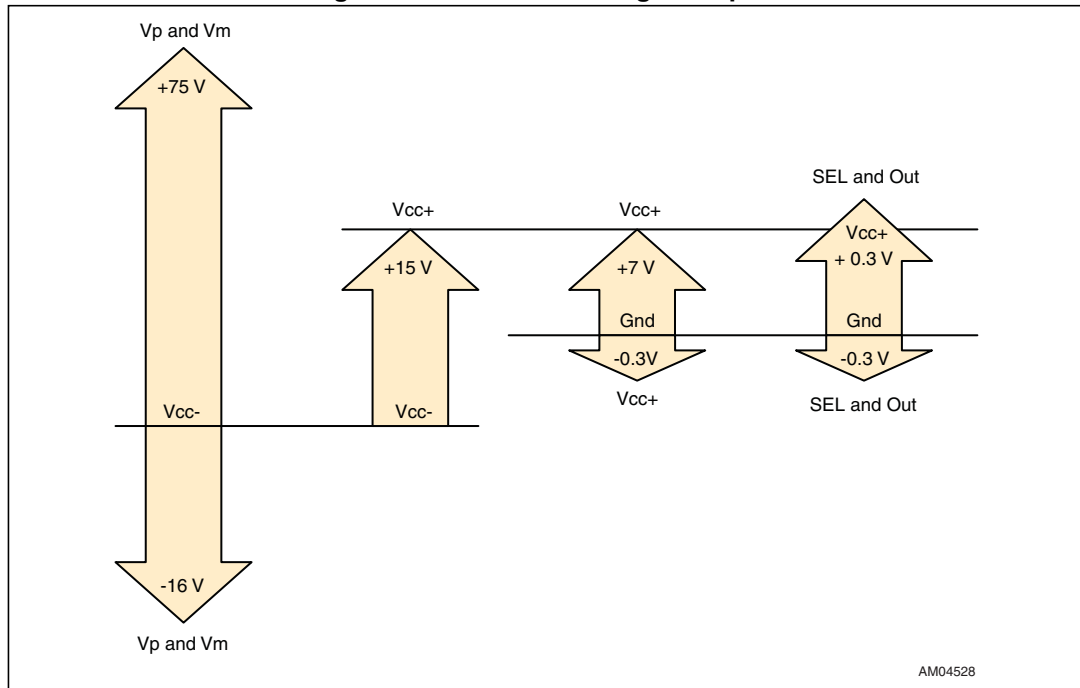 Vp and Vm
+75 V
Vcc-
-16 V
Vp and Vm
Vcc+
+15 V
Vcc-
Vcc+
+7 V
Gnd
-0.3V
Vcc+
SEL and Out
Vcc+
+ 0.3 V
Gnd
-0.3 V
SEL and Out
AM04528